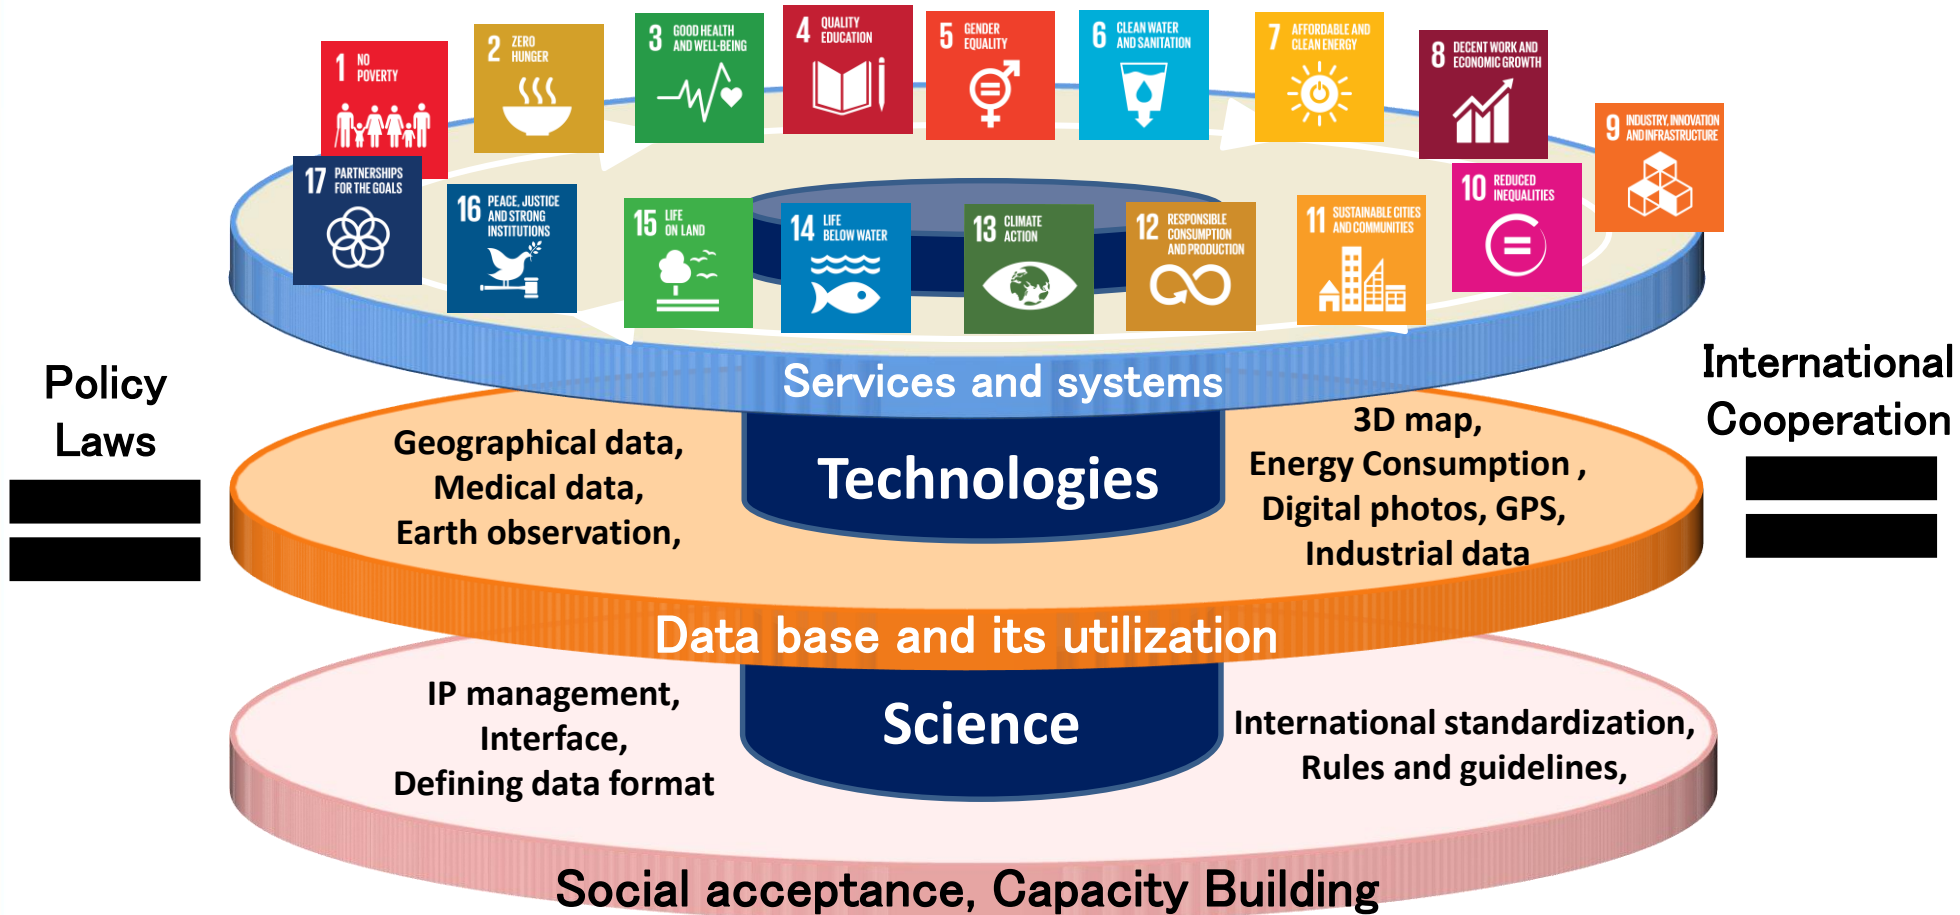 1 NO
POVERTY
2 ZERO
HUNGER
3 GOOD HEALTH
AND WELL-BEING
4 QUALITY
EDUCATION
5 GENDER
EQUALITY
6 CLEAN WATER
AND SANITATION
7 AFFORDABLE AND
CLEAN ENERGY
8 DECENT WORK AND
ECONOMIC GROWTH
9 INDUSTRY, INNOVATION
AND INFRASTRUCTURE
17 PARTNERSHIPS
FOR THE GOALS
16 PEACE, JUSTICE
AND STRONG
INSTITUTIONS
15 LIFE
ON LAND
14 LIFE
BELOW WATER
13 CLIMATE
ACTION
12 RESPONSIBLE
CONSUMPTION
AND PRODUCTION
11 SUSTAINABLE CITIES
AND COMMUNITIES
10 REDUCED
INEQUALITIES
Services and systems
Policy
Laws
International
Cooperation
Geographical data,
Medical data,
Earth observation,
Technologies
3D map,
Energy Consumption ,
Digital photos, GPS,
Industrial data
Data base and its utilization
IP management,
Interface,
Defining data format
Science
International standardization,
Rules and guidelines,
Social acceptance, Capacity Building